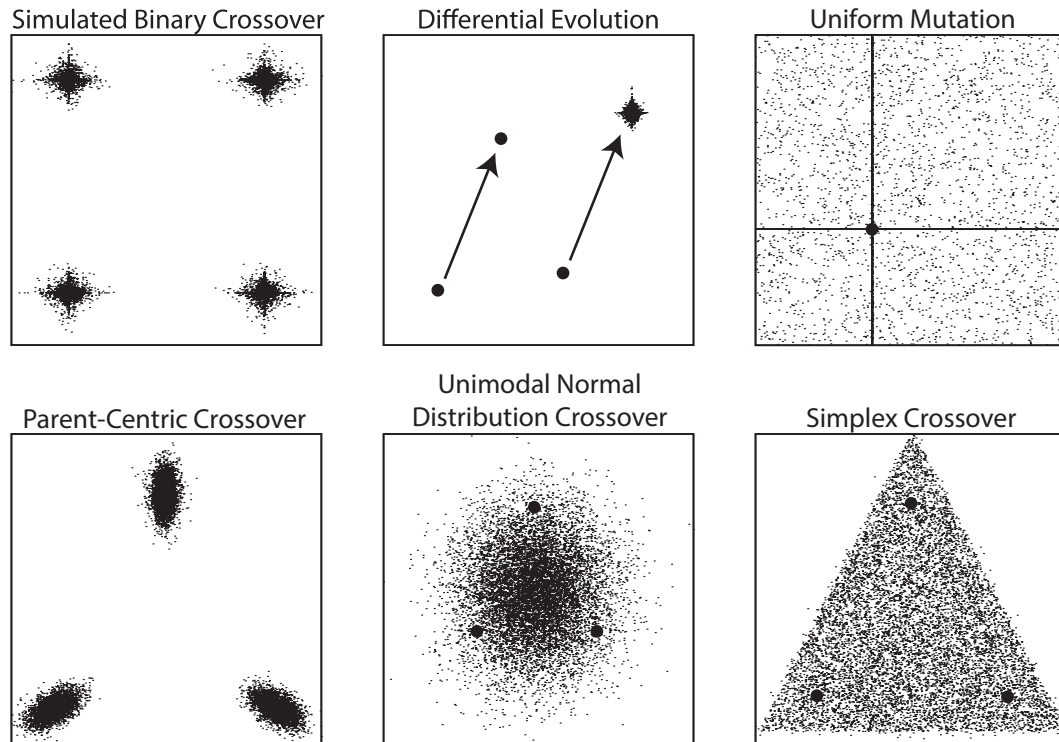 Simulated Binary Crossover
Differential Evolution
Uniform Mutation
Parent-Centric Crossover
Unimodal Normal
Distribution Crossover
Simplex Crossover